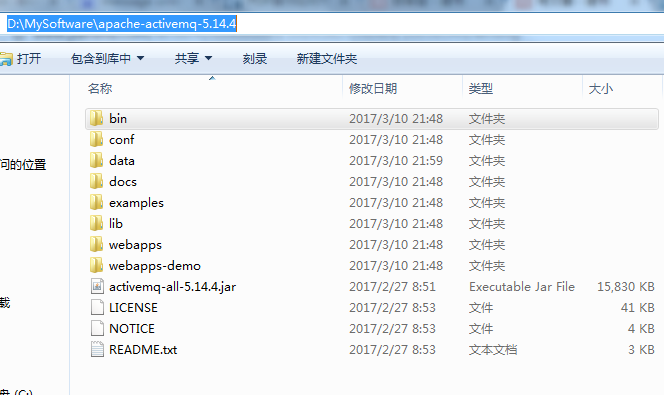 D:\MySoftware\apache-activemq-5.14.4
打开 包含到库中 共享 刻录 新建文件夹
名称 修改日期 类型 大小
bin 2017/3/10 21:48 文件夹
conf 2017/3/10 21:48 文件夹
问的位置 data 2017/3/10 21:59 文件夹
docs 2017/3/10 21:48 文件夹
examples 2017/3/10 21:48 文件夹
lib 2017/3/10 21:48 文件夹
webapps 2017/3/10 21:48 文件夹
webapps-demo 2017/3/10 21:48 文件夹
activemq-all-5.14.4.jar 2017/2/27 8:51 Executable Jar File 15,830 KB
载 LICENSE 2017/2/27 8:53 文件 41 KB
NOTICE 2017/2/27 8:53 文件 4 KB
README.txt 2017/2/27 8:53 文本文档 3 KB
盘 (C:)